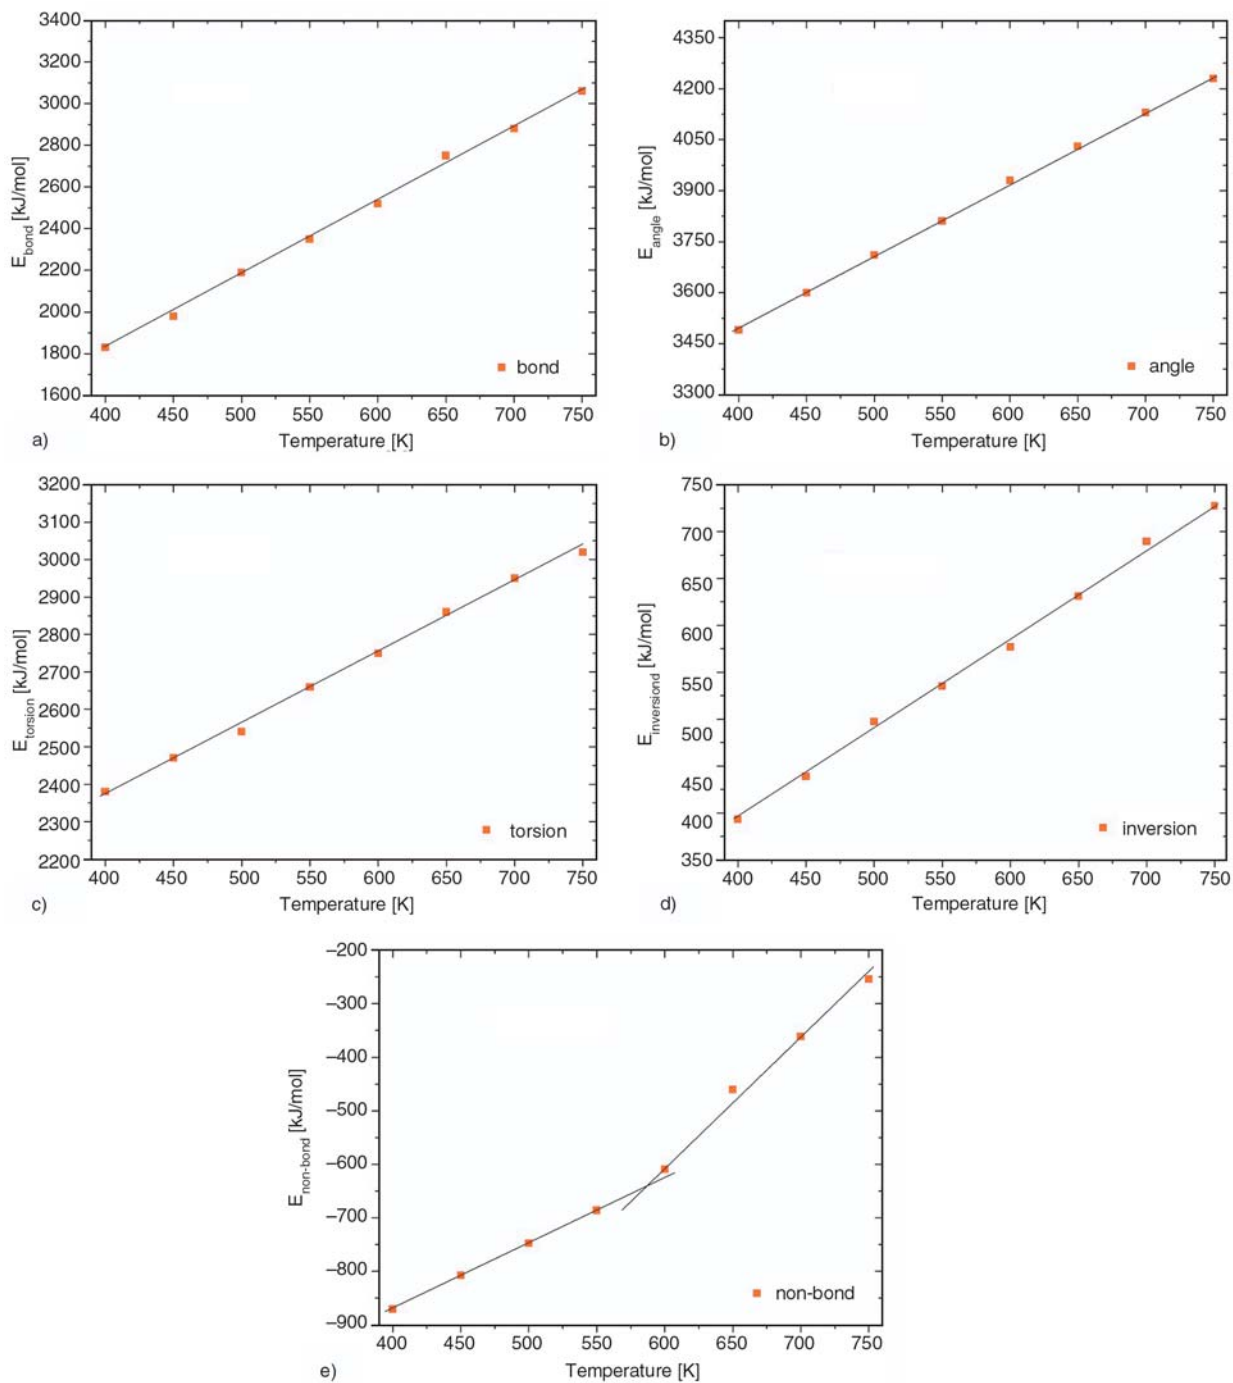 3400
3200
3000
2800
2600
2400
2200
2000
1800
1600
E_bond [kJ/mol]
bond
400 450 500 550 600 650 700 750
Temperature [K]
a)
4350
4200
4050
3900
3750
3600
3450
3300
E_angle [kJ/mol]
angle
400 450 500 550 600 650 700 750
Temperature [K]
b)
3200
3100
3000
2900
2800
2700
2600
2500
2400
2300
2200
E_torsion [kJ/mol]
torsion
400 450 500 550 600 650 700 750
Temperature [K]
c)
750
700
650
600
550
500
450
400
350
E_inversiond [kJ/mol]
inversion
400 450 500 550 600 650 700 750
Temperature [K]
d)
–200
–300
–400
–500
–600
–700
–800
–900
E_non-bond [kJ/mol]
non-bond
400 450 500 550 600 650 700 750
Temperature [K]
e)